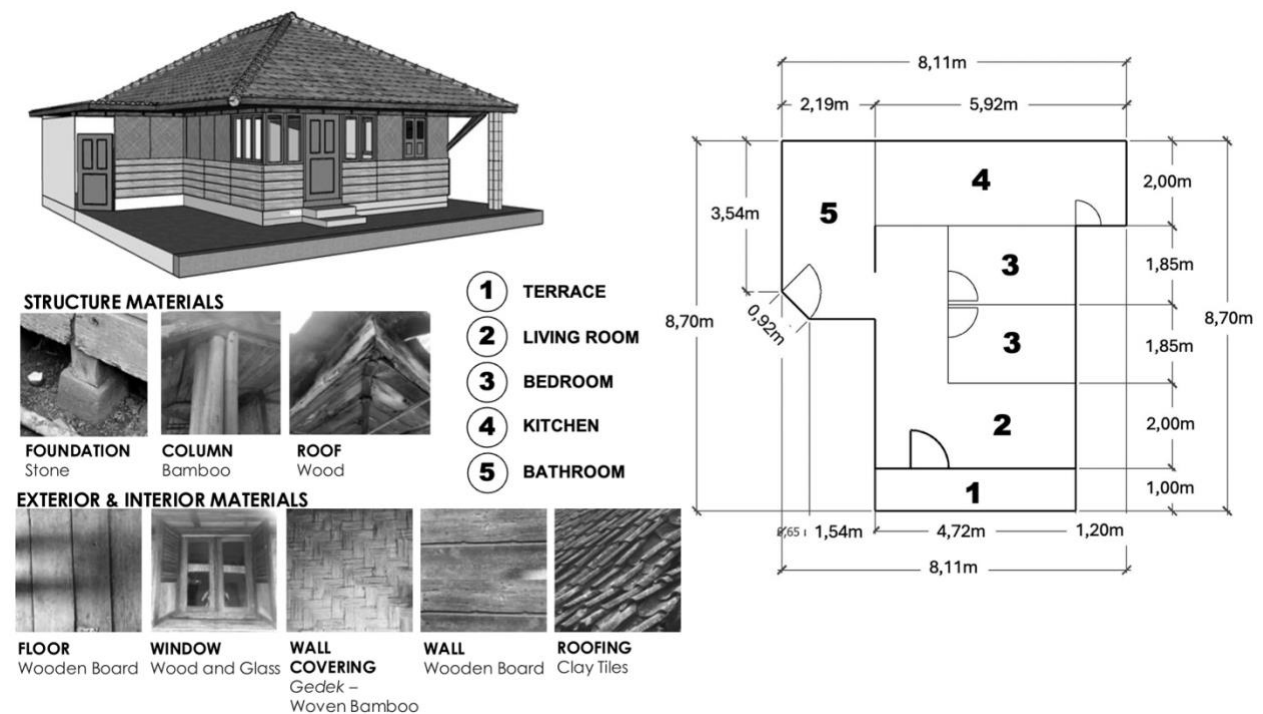 STRUCTURE MATERIALS
FOUNDATION
Stone
COLUMN
Bamboo
ROOF
Wood
EXTERIOR & INTERIOR MATERIALS
FLOOR
Wooden Board
WINDOW
Wood and Glass
WALL
COVERING
Gedek –
Woven Bamboo
WALL
Wooden Board
ROOFING
Clay Tiles
1 TERRACE
2 LIVING ROOM
3 BEDROOM
4 KITCHEN
5 BATHROOM
8,11m
2,19m
5,92m
3,54m
0,92m
8,70m
5
4
3
3
2
1
2,00m
1,85m
1,85m
2,00m
1,00m
8,70m
0,65
1,54m
4,72m
1,20m
8,11m